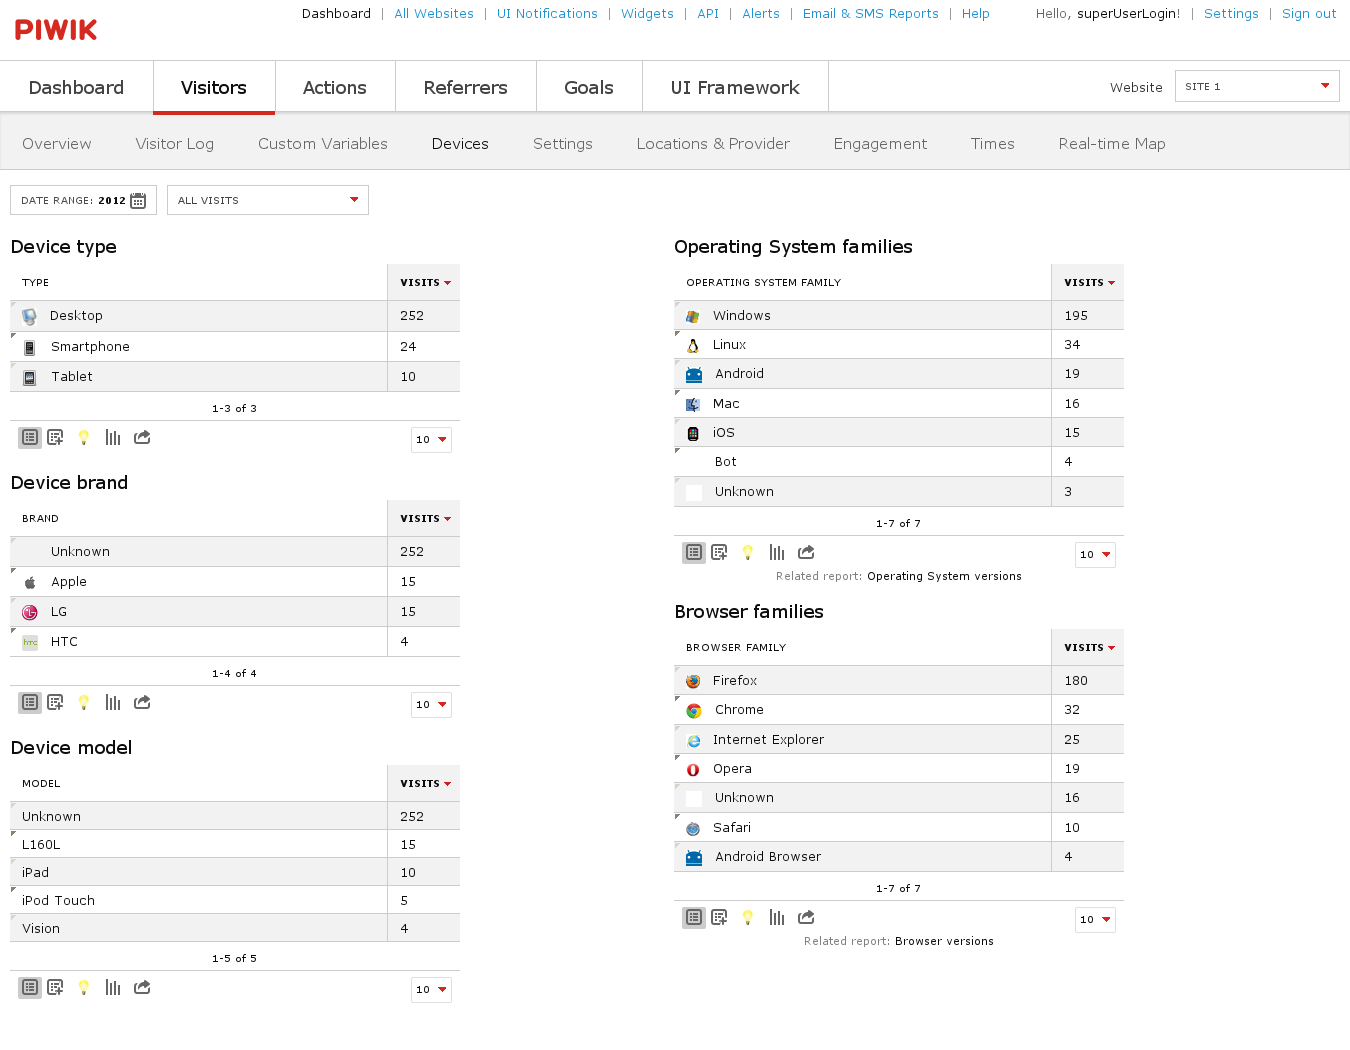 Dashboard | All Websites | UI Notifications | Widgets | API | Alerts | Email & SMS Reports | Help
Hello, superUserLogin! | Settings | Sign out
PIWIK
Dashboard Visitors Actions Referrers Goals UI Framework
Website SITE 1
Overview Visitor Log Custom Variables Devices Settings Locations & Provider Engagement Times Real-time Map
DATE RANGE: 2012
ALL VISITS
Device type
TYPE VISITS
Desktop 252
Smartphone 24
Tablet 10
1-3 of 3
10
Device brand
BRAND VISITS
Unknown 252
Apple 15
LG 15
HTC 4
1-4 of 4
10
Device model
MODEL VISITS
Unknown 252
L160L 15
iPad 10
iPod Touch 5
Vision 4
1-5 of 5
10
Operating System families
OPERATING SYSTEM FAMILY VISITS
Windows 195
Linux 34
Android 19
Mac 16
iOS 15
Bot 4
Unknown 3
1-7 of 7
10
Related report: Operating System versions
Browser families
BROWSER FAMILY VISITS
Firefox 180
Chrome 32
Internet Explorer 25
Opera 19
Unknown 16
Safari 10
Android Browser 4
1-7 of 7
10
Related report: Browser versions